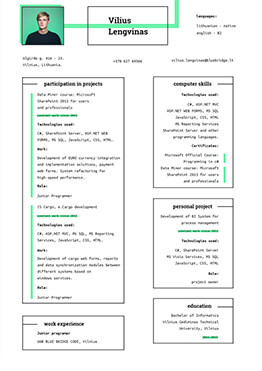 Vilius
Lengvinas
languages:
lithuanian - native
english - B2
Vilnius, Lithuania.
+370 627 69566
vilius.lengvinas@bluebridge.lt
participation in projects
Data Miner course: Microsoft
SharePoint 2013 for users
and professionals
Technologies used:
C#, SharePoint Server, ASP.NET WEB
FORMS, MS SQL, JavaScript, CSS,
HTML.
Work:
Development of EURO currency integration
and implementation solutions, payment
web forms. System refactoring for
high-speed performance.
Role:
Junior Programmer
IS Cargo, A.Cargo development
Technologies used:
C#, ASP.NET MVC, MS SQL, MS Reporting
Services, JavaScript, CSS, HTML.
Work:
Development of cargo web forms, reports
and data synchronization modules between
different systems based on
windows services.
Role:
Junior Programmer
work experience
Junior programer
UAB BLUE BRIDGE CODE, Vilnius
computer skills
Technologies used:
C#, ASP.NET MVC, ASP.NET
WEB FORMS, MS SQL
JavaScript, CSS, HTML
MS Reporting Services
SharePoint Server and other
programming languages.
Certificates:
Microsoft Official Course:
Programming in c#
Data Miner course: Microsoft
SharePoint 2013 for users
and professionals
personal project
Development of BI System for
process management
Technologies used:
C#, SharePoint Server
MS Visio Services, MS SQL
JavaScript, CSS, HTML
Role:
project owner
education
Bachelor of Informatics
Vilnius Gediminas Technical
University, Vilnius